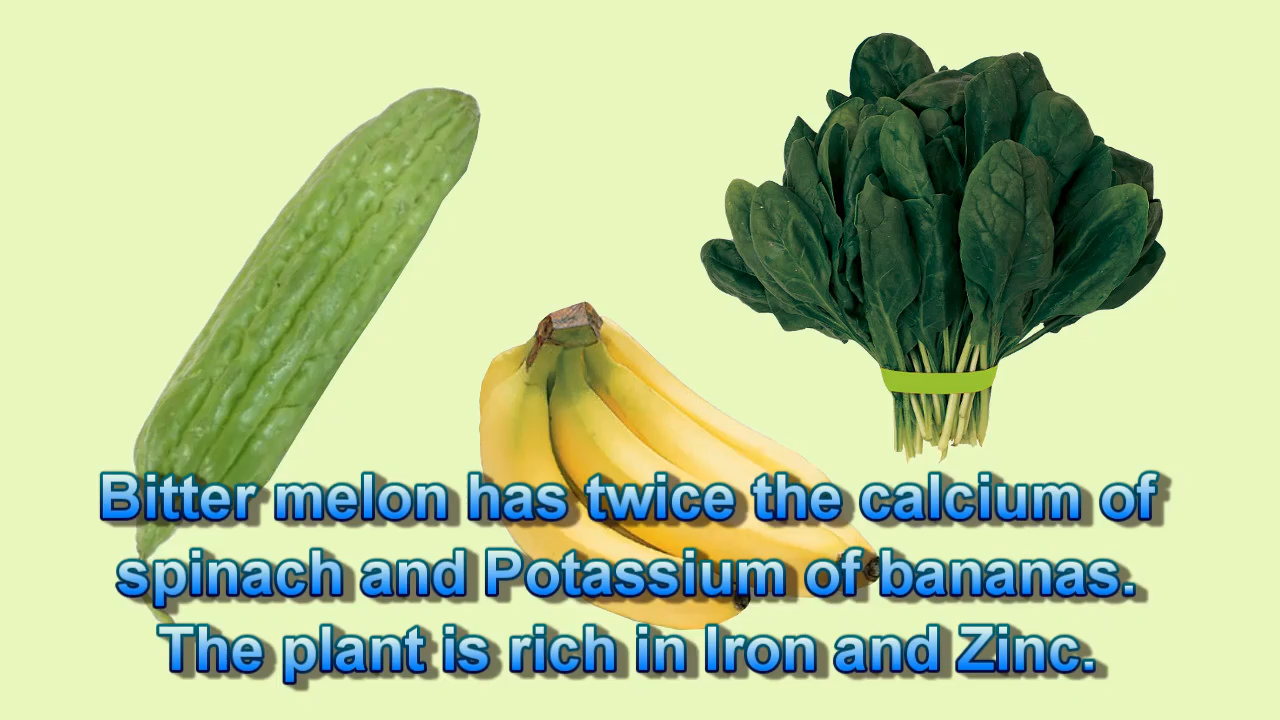 Bitter melon has twice the calcium of
spinach and Potassium of bananas.
The plant is rich in Iron and Zinc.